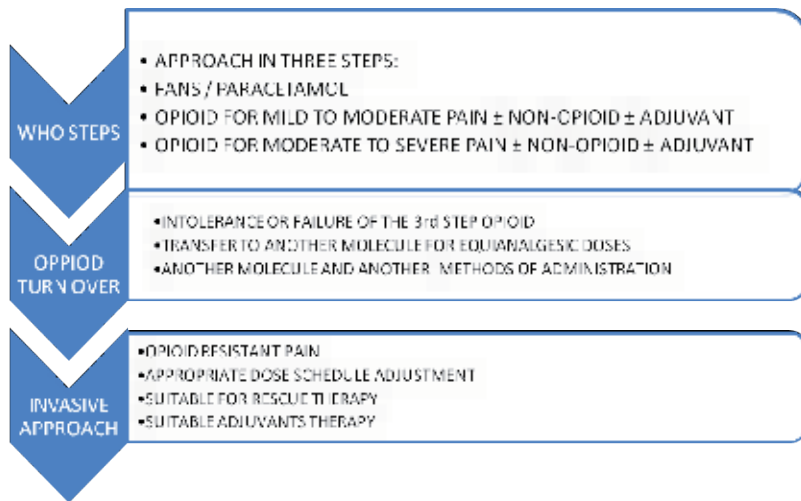 WHO STEPS
• APPROACH IN THREE STEPS:
• FANS / PARACETAMOL
• OPIOID FOR MILD TO MODERATE PAIN ± NON-OPIOID ± ADJUVANT
• OPIOID FOR MODERATE TO SEVERE PAIN ± NON-OPIOID ± ADJUVANT
OPPIOD
TURN OVER
•INTOLERANCE OR FAILURE OF THE 3rd STEP OPIOID
•TRANSFER TO ANOTHER MOLECULE FOR EQUIANALGESIC DOSES
•ANOTHER MOLECULE AND ANOTHER METHODS OF ADMINISTRATION
INVASIVE
APPROACH
•OPIOID RESISTANT PAIN
•APPROPRIATE DOSE SCHEDULE ADJUSTMENT
•SUITABLE FOR RESCUE THERAPY
•SUITABLE ADJUVANTS THERAPY